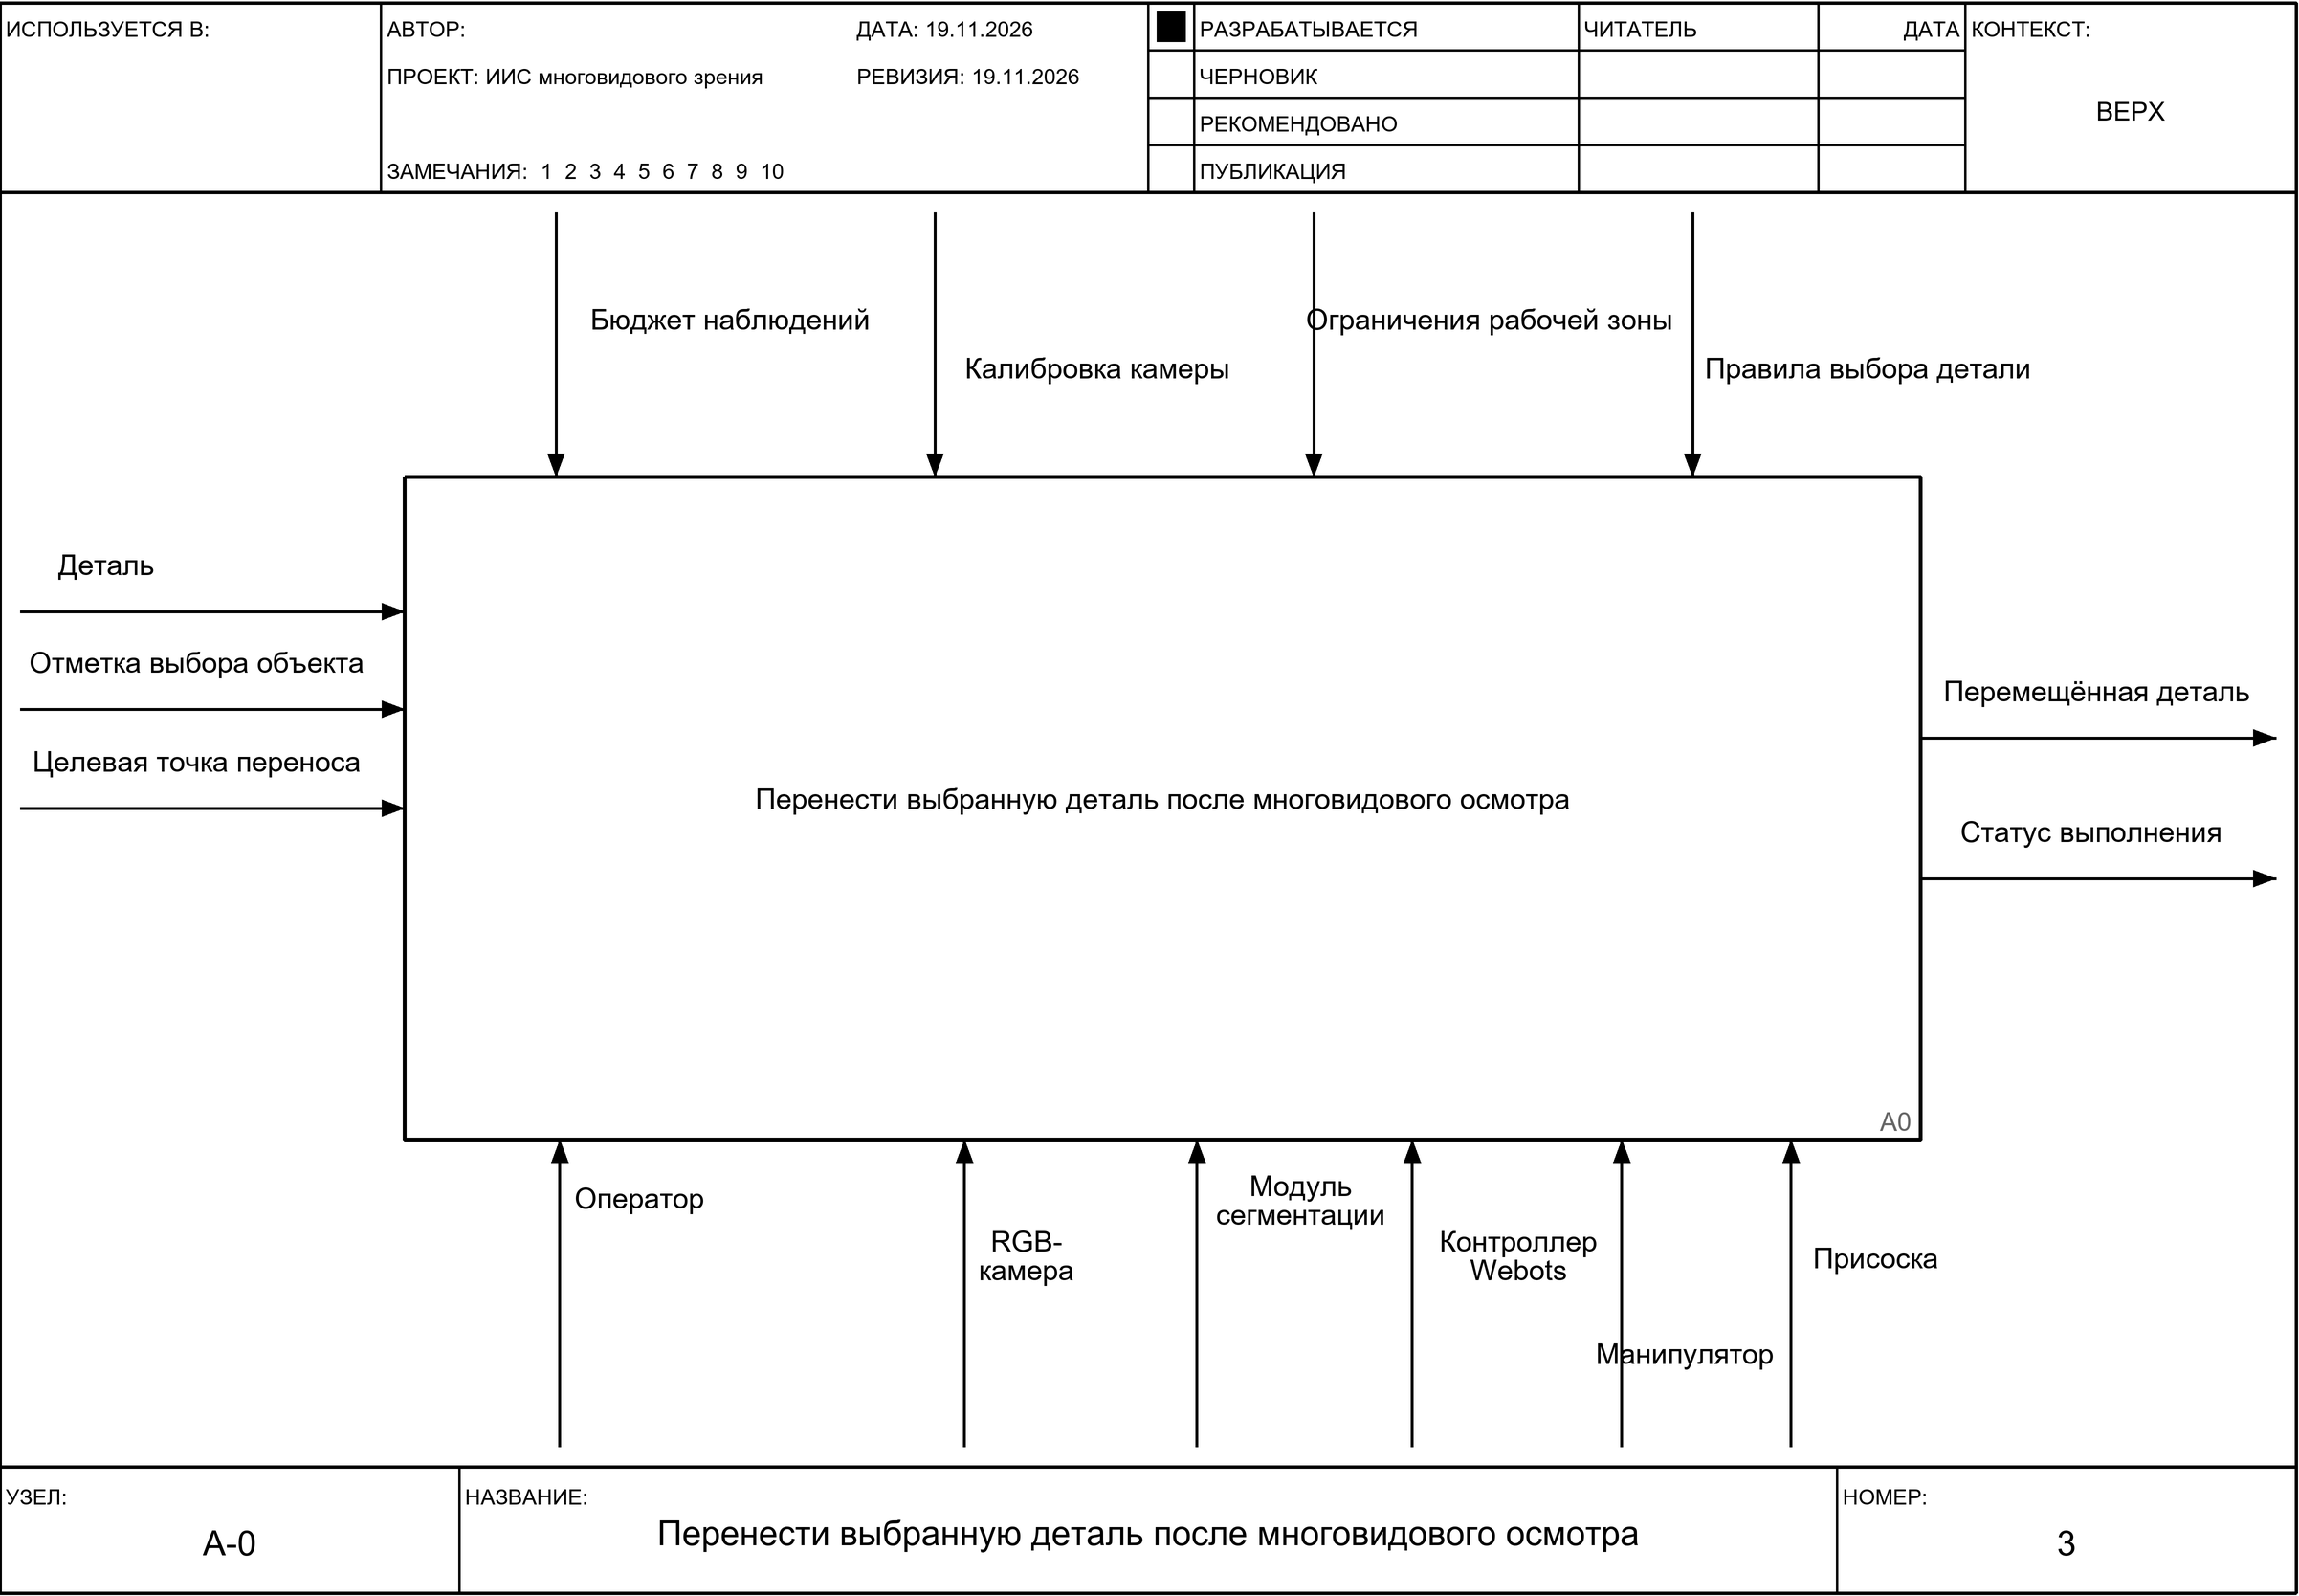 ИСПОЛЬЗУЕТСЯ В:
АВТОР:
ДАТА: 19.11.2026
ПРОЕКТ: ИИС многовидового зрения
РЕВИЗИЯ: 19.11.2026
ЗАМЕЧАНИЯ: 1 2 3 4 5 6 7 8 9 10
РАЗРАБАТЫВАЕТСЯ
ЧЕРНОВИК
РЕКОМЕНДОВАНО
ПУБЛИКАЦИЯ
ЧИТАТЕЛЬ
ДАТА
КОНТЕКСТ:
ВЕРХ
Бюджет наблюдений
Калибровка камеры
Ограничения рабочей зоны
Правила выбора детали
Деталь
Отметка выбора объекта
Целевая точка переноса
Перенести выбранную деталь после многовидового осмотра
A0
Перемещённая деталь
Статус выполнения
Оператор
RGB-
камера
Модуль
сегментации
Контроллер
Webots
Манипулятор
Присоска
УЗЕЛ:
A-0
НАЗВАНИЕ:
Перенести выбранную деталь после многовидового осмотра
НОМЕР:
3